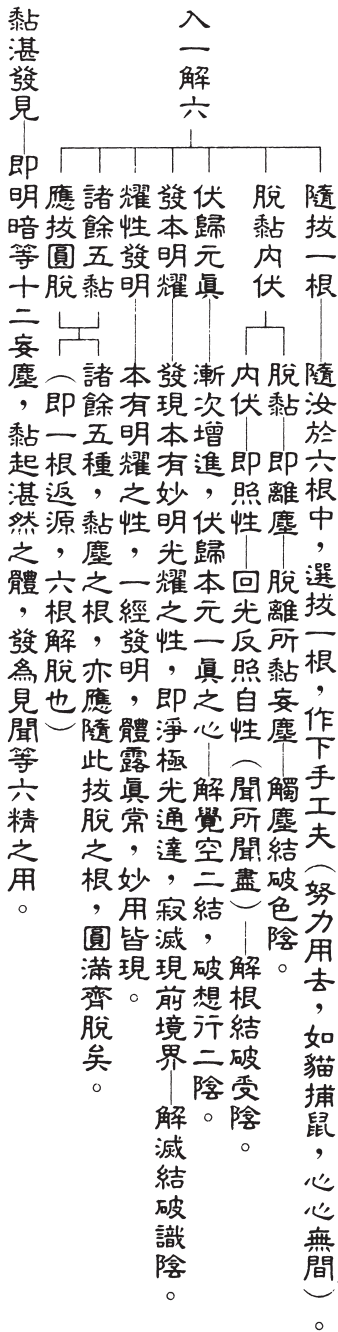 入一解六
隨拔一根——隨汝於六根中，選拔一根，作下手工夫（努力用去，如貓捕鼠，心心無間）。
脫黏內伏
脫黏——即離塵——脫離所黏妄塵——觸塵結破色陰。
內伏——即照性——回光反照自性（聞所聞盡）——解根結破受陰。
伏歸元眞——漸次增進，伏歸本元一眞之心——解覺空二結，破想行二陰。
發本明耀——發現本有妙明光耀之性，即淨極光通達，寂滅現前境界——解滅結破識陰。
耀性發明——本有明耀之性，一經發明，體露眞常，妙用皆現。
諸餘五黏
應拔圓脫
諸餘五種，黏塵之根，亦應隨此拔脫之根，圓滿齊脫矣。
（即一根返源，六根解脫也）
黏湛發見——即明暗等十二妄塵，黏起湛然之體，發為見聞等六精之用。